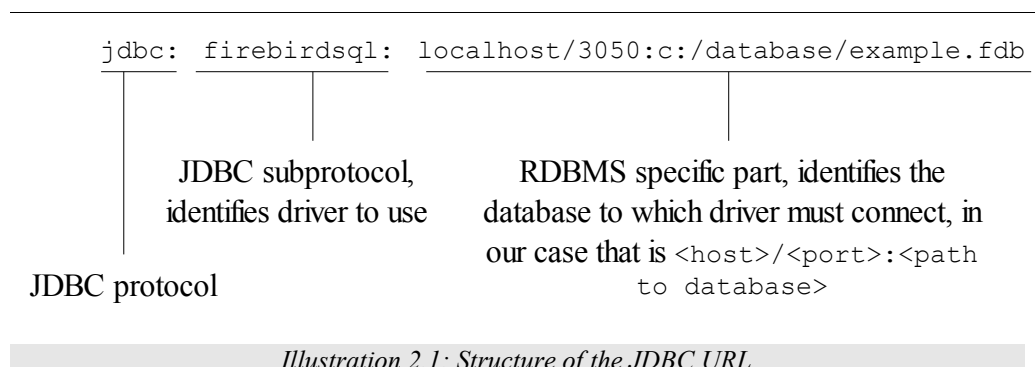 jdbc: firebirdsql: localhost/3050:c:/database/example.fdb
JDBC subprotocol,
identifies driver to use
RDBMS specific part, identifies the
database to which driver must connect, in
our case that is <host>/<port>:<path
to database>
JDBC protocol
Illustration 2.1: Structure of the JDBC URL